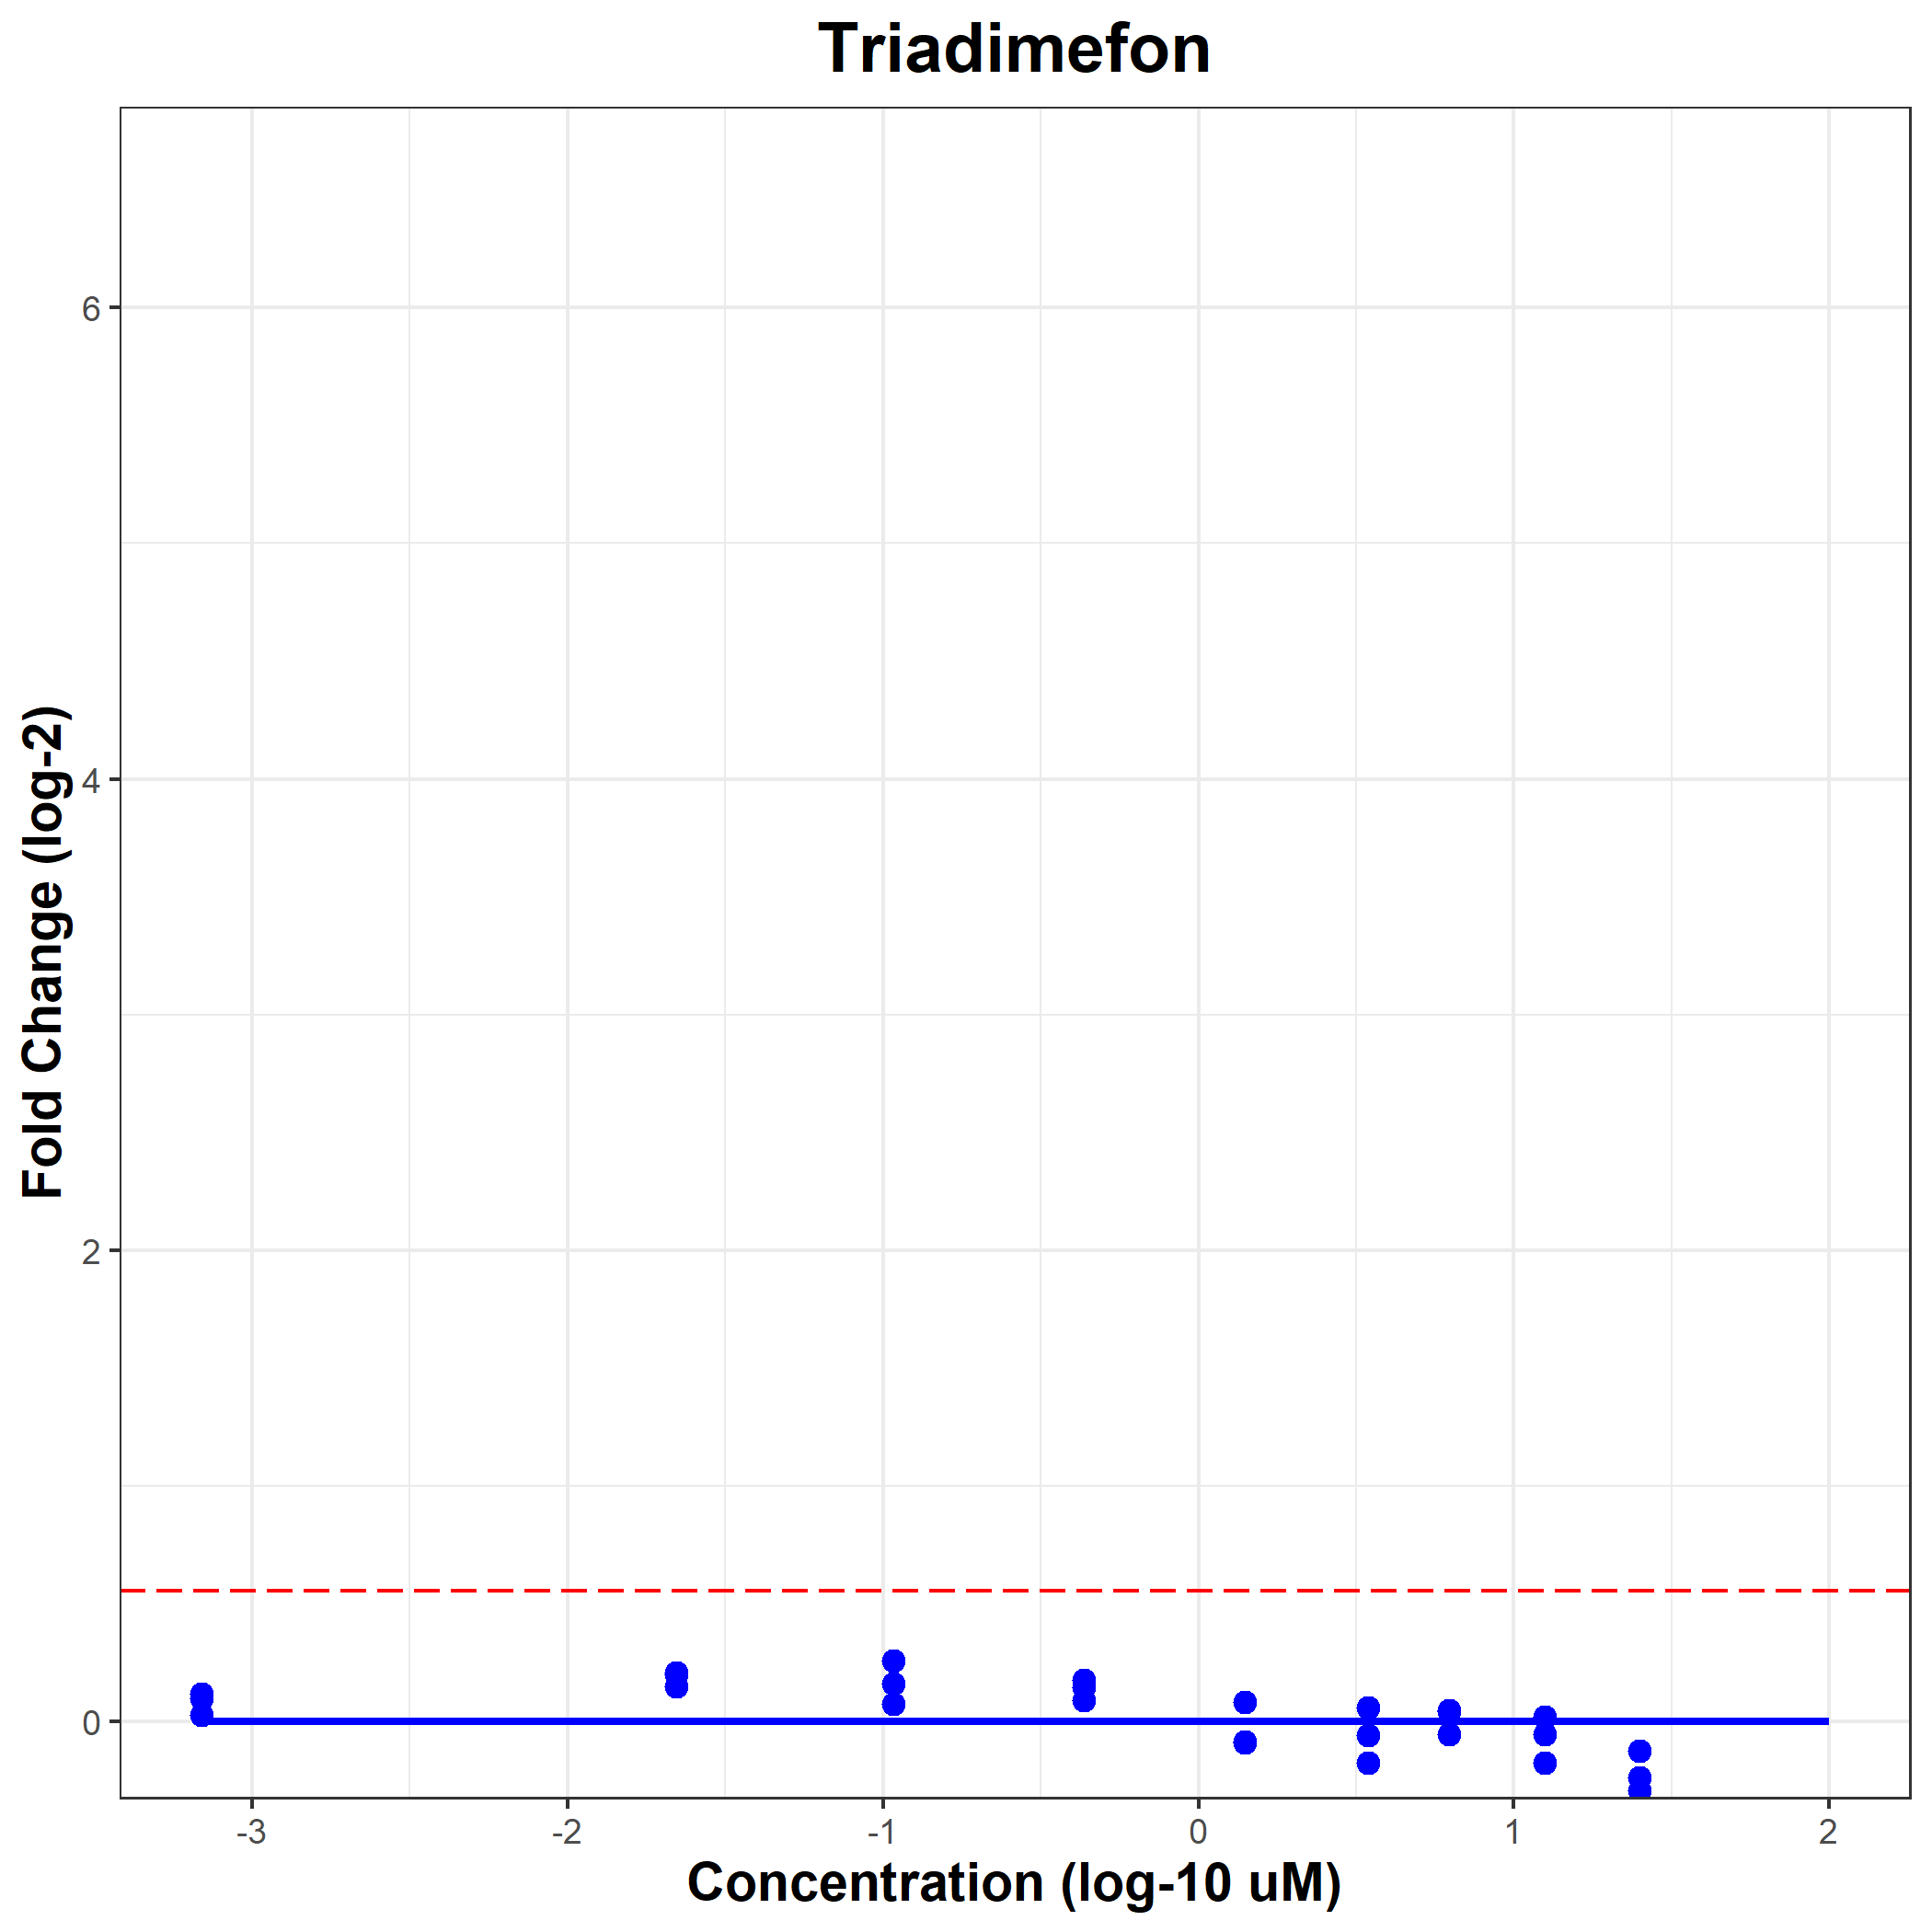 Triadimefon
Fold Change (log-2)
6
4
2
0
-3 -2 -1 0 1 2
Concentration (log-10 uM)